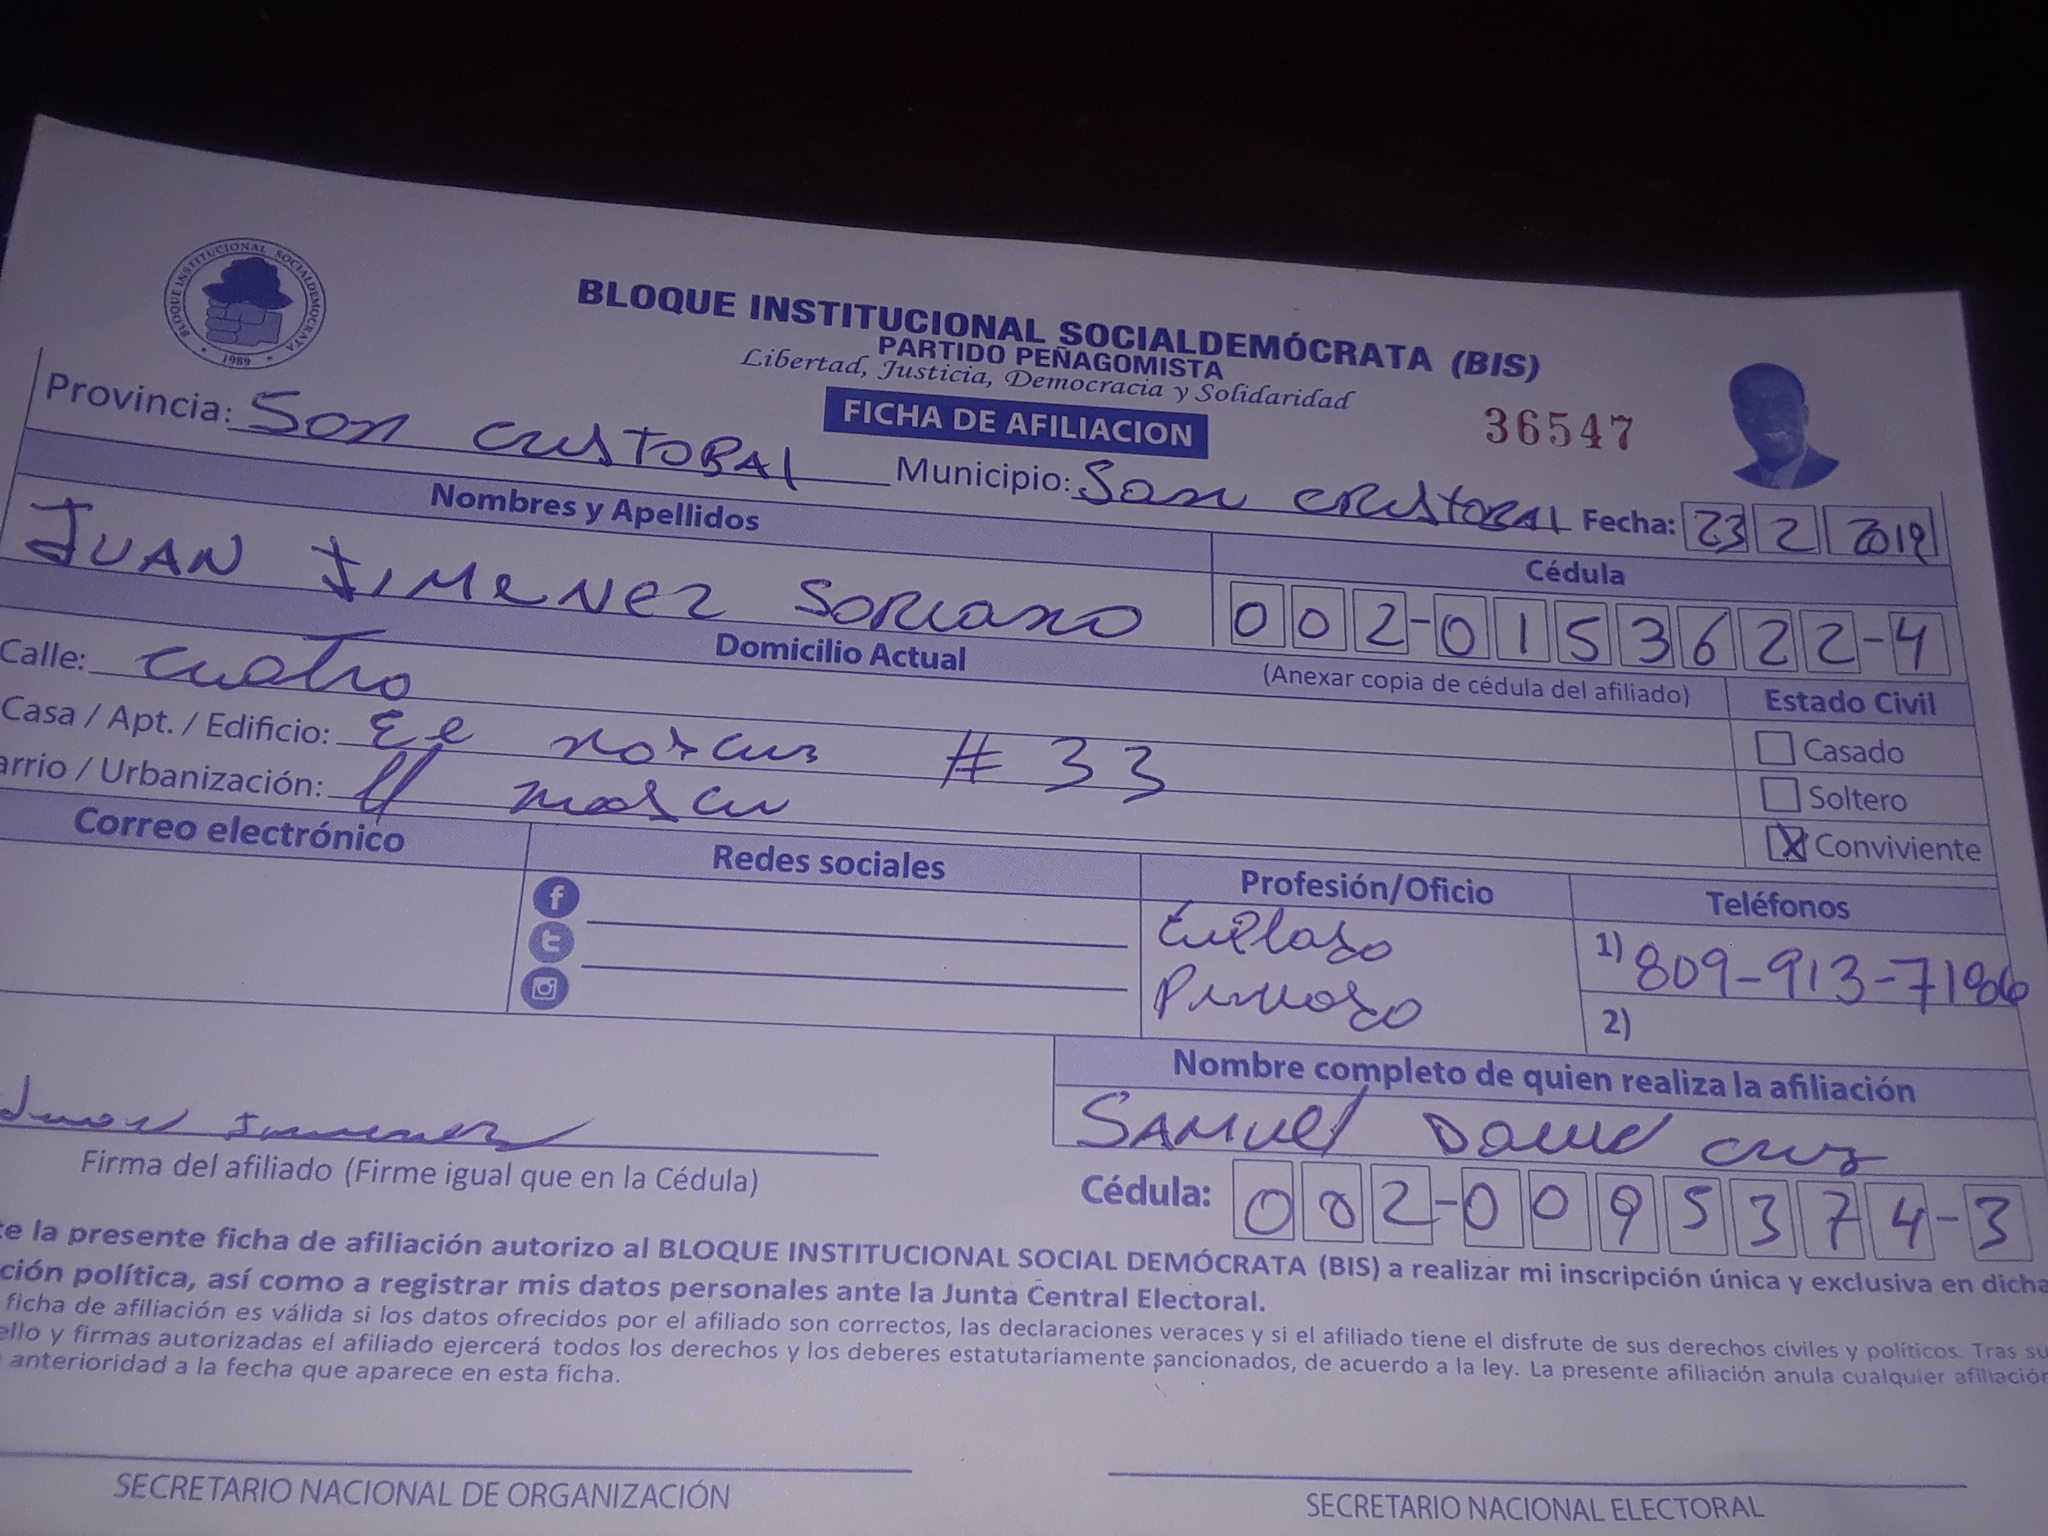 BLOQUE INSTITUCIONAL SOCIALDEMOCRATA
1989
BLOQUE INSTITUCIONAL SOCIALDEMÓCRATA (BIS)
PARTIDO PEÑAGOMISTA
Libertad, Justicia, Democracia y Solidaridad
FICHA DE AFILIACION
36547
Provincia: San CRISTOBAl Municipio: San CRISTOBAL Fecha: 23 2 2019
Nombres y Apellidos
Cédula
JUAN JIMENEZ SORIANO
002-0153622-4
Domicilio Actual
(Anexar copia de cédula del afiliado)
Estado Civil
Calle: cuatro
Casado
Casa / Apt. / Edificio: # 33
Soltero
arrio / Urbanización:
X Conviviente
Correo electrónico
Redes sociales
Profesión/Oficio
Teléfonos
1) 809-913-7186
2)
Nombre completo de quien realiza la afiliación
SAMUEl David Cruz
Juan Jimenez
Firma del afiliado (Firme igual que en la Cédula)
Cédula: 002-0095374-3
te la presente ficha de afiliación autorizo al BLOQUE INSTITUCIONAL SOCIAL DEMÓCRATA (BIS) a realizar mi inscripción única y exclusiva en dicha
ción política, así como a registrar mis datos personales ante la Junta Central Electoral.
ficha de afiliación es válida si los datos ofrecidos por el afiliado son correctos, las declaraciones veraces y si el afiliado tiene el disfrute de sus derechos civiles y políticos. Tras su
ello y firmas autorizadas el afiliado ejercerá todos los derechos y los deberes estatutariamente sancionados, de acuerdo a la ley. La presente afiliación anula cualquier afiliación
anterioridad a la fecha que aparece en esta ficha.
SECRETARIO NACIONAL DE ORGANIZACIÓN
SECRETARIO NACIONAL ELECTORAL